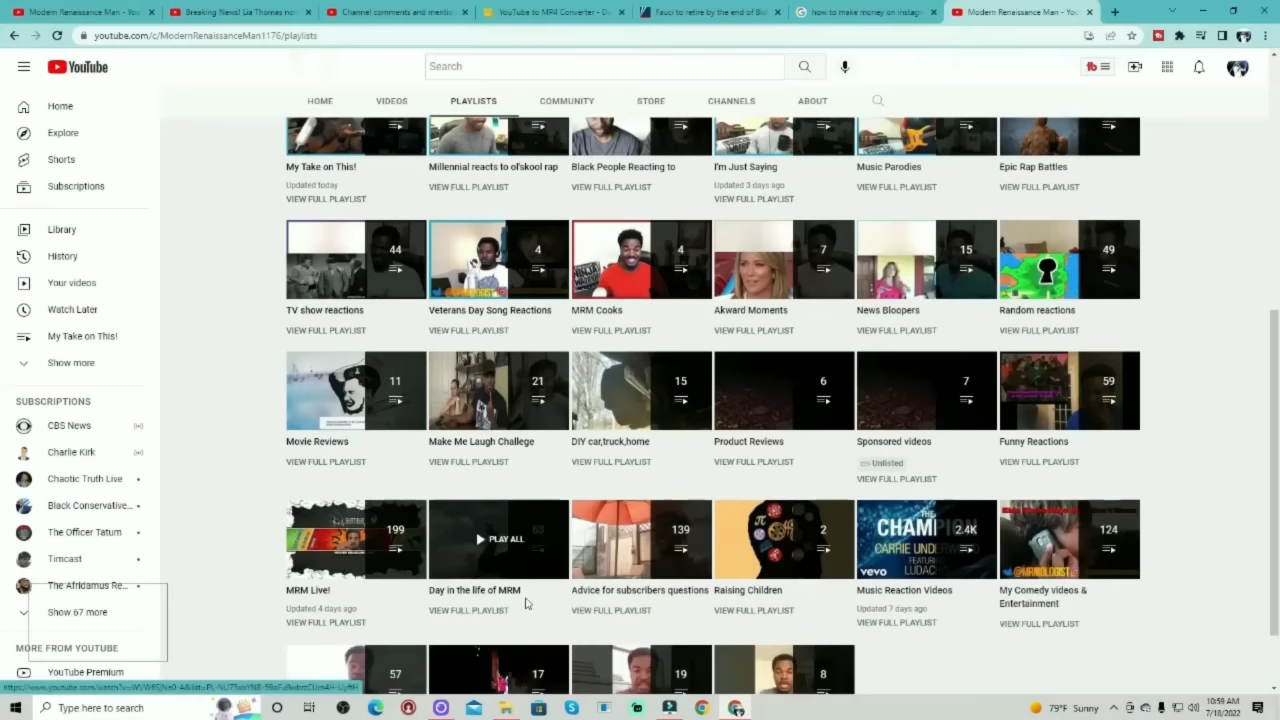 Modern Renaissance Man - You
Breaking News! Lia Thomas no
Channel comments and mentio
YouTube to MP4 Converter - D
Fauci to retire by the end of Bi
how to make money on instag
Modern Renaissance Man - You
youtube.com/c/ModernRenaissanceMan1176/playlists
YouTube
Search
HOME VIDEOS PLAYLISTS COMMUNITY STORE CHANNELS ABOUT
Home
Explore
Shorts
Subscriptions
Library
History
Your videos
Watch Later
My Take on This!
Show more
SUBSCRIPTIONS
CBS News
Charlie Kirk
Chaotic Truth Live
Black Conservative...
The Officer Tatum
Timcast
The Afridamus Re...
Show 67 more
MORE FROM YOUTUBE
YouTube Premium
My Take on This!
Updated today
VIEW FULL PLAYLIST
Millennial reacts to ol'skool rap
VIEW FULL PLAYLIST
Black People Reacting to
VIEW FULL PLAYLIST
I'm Just Saying
Updated 3 days ago
VIEW FULL PLAYLIST
Music Parodies
VIEW FULL PLAYLIST
Epic Rap Battles
VIEW FULL PLAYLIST
44
TV show reactions
VIEW FULL PLAYLIST
4
Veterans Day Song Reactions
VIEW FULL PLAYLIST
4
MRM Cooks
VIEW FULL PLAYLIST
7
Akward Moments
VIEW FULL PLAYLIST
15
News Bloopers
VIEW FULL PLAYLIST
49
Random reactions
VIEW FULL PLAYLIST
11
Movie Reviews
VIEW FULL PLAYLIST
21
Make Me Laugh Challege
VIEW FULL PLAYLIST
15
DIY car,truck,home
VIEW FULL PLAYLIST
6
Product Reviews
VIEW FULL PLAYLIST
7
Sponsored videos
Unlisted
VIEW FULL PLAYLIST
59
Funny Reactions
VIEW FULL PLAYLIST
199
MRM Live!
Updated 4 days ago
VIEW FULL PLAYLIST
63
PLAY ALL
Day in the life of MRM
VIEW FULL PLAYLIST
139
Advice for subscribers questions
VIEW FULL PLAYLIST
2
Raising Children
VIEW FULL PLAYLIST
THE
CHAMPI
CARRIE UNDERWOOD
FEATURI
LUDAC
vevo
2.4K
Music Reaction Videos
Updated 7 days ago
VIEW FULL PLAYLIST
124
My Comedy videos &
Entertainment
VIEW FULL PLAYLIST
57
17
19
8
Type here to search
79°F Sunny
10:59 AM
7/18/2022